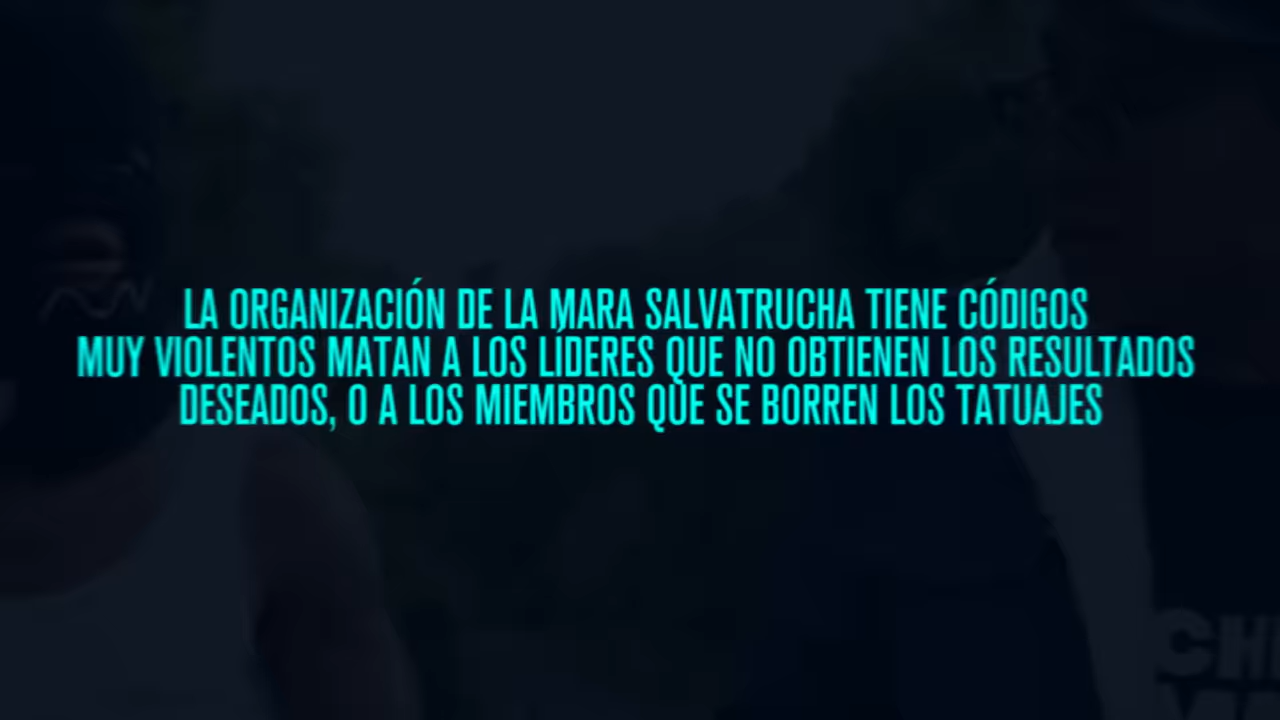 LA ORGANIZACIÓN DE LA MARA SALVATRUCHA TIENE CÓDIGOS
MUY VIOLENTOS MATAN A LOS LÍDERES QUE NO OBTIENEN LOS RESULTADOS
DESEADOS, O A LOS MIEMBROS QUE SE BORREN LOS TATUAJES